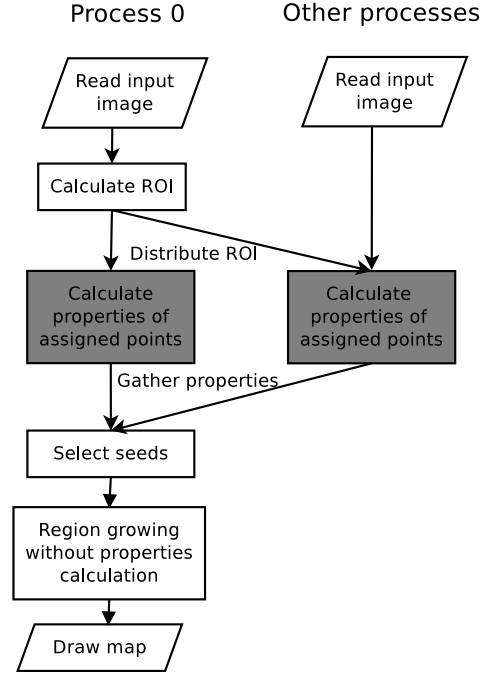 Process 0
Other processes
Read input
image
Read input
image
Calculate ROI
Distribute ROI
Calculate
properties of
assigned points
Calculate
properties of
assigned points
Gather properties
Select seeds
Region growing
without properties
calculation
Draw map